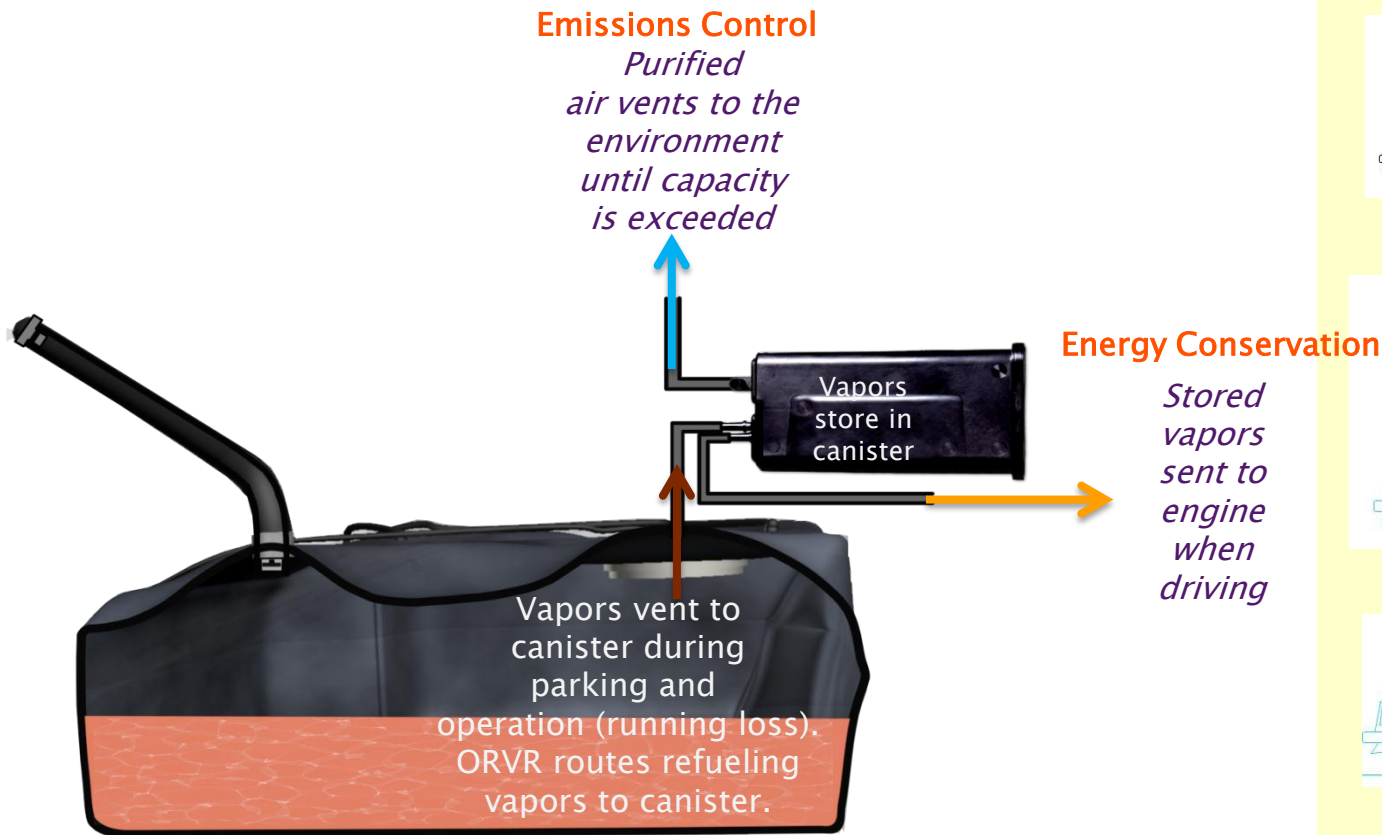 Emissions Control
Purified
air vents to the
environment
until capacity
is exceeded
Energy Conservation
Stored
vapors
sent to
engine
when
driving
Vapors
store in
canister
Vapors vent to
canister during
parking and
operation (running loss).
ORVR routes refueling
vapors to canister.